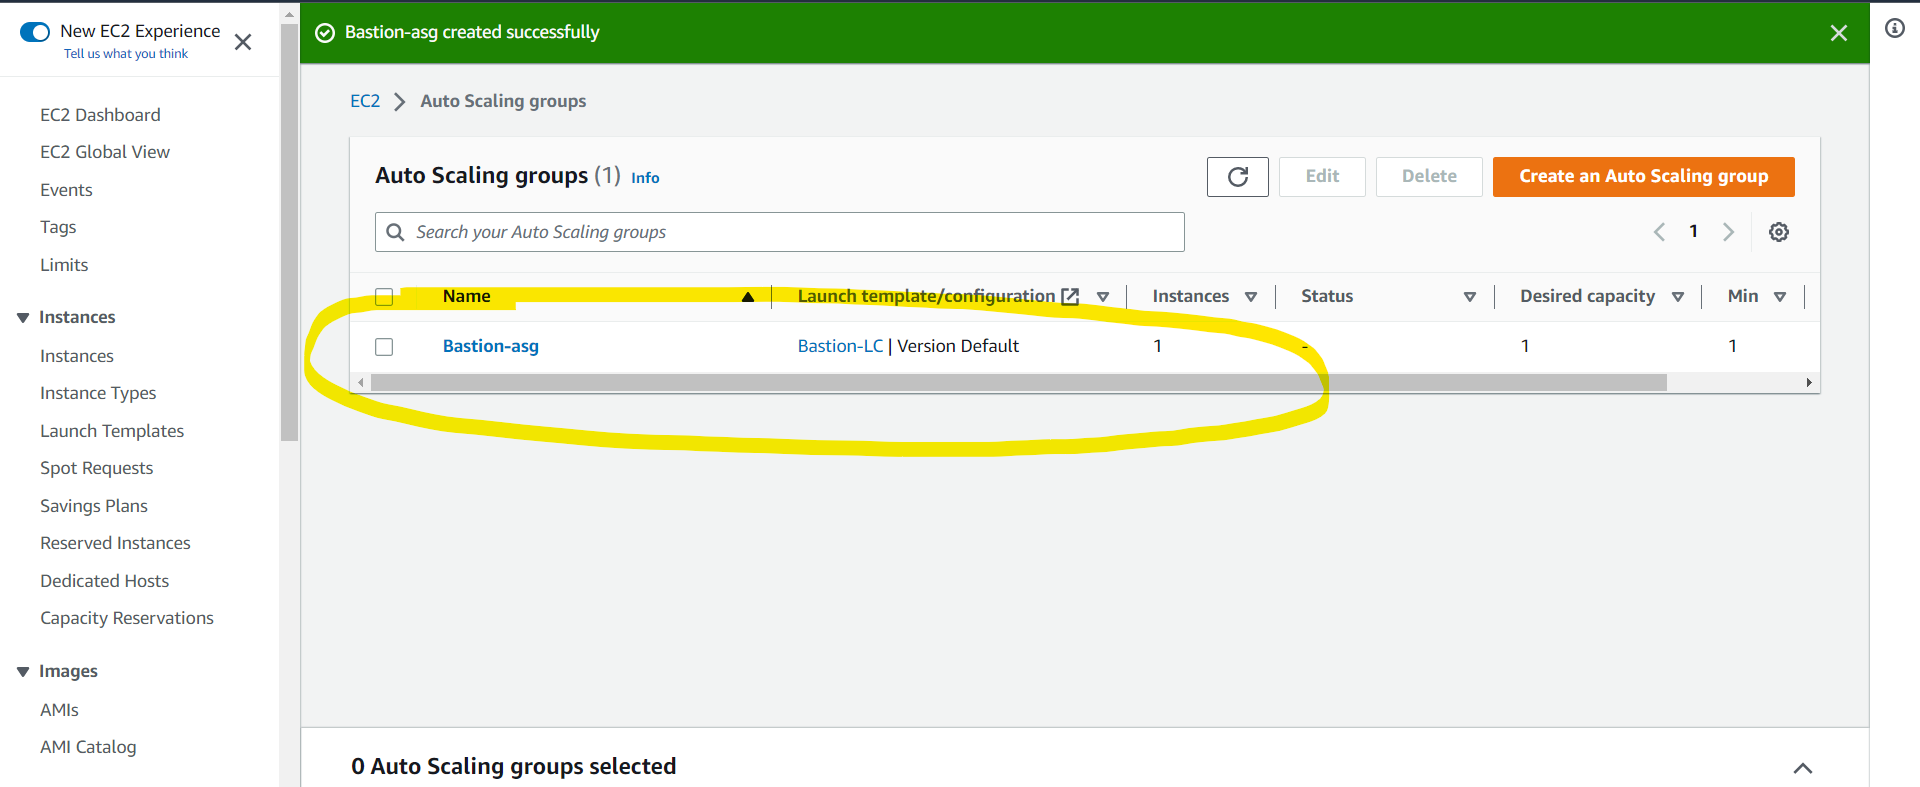 New EC2 Experience
Tell us what you think
EC2 Dashboard
EC2 Global View
Events
Tags
Limits
Instances
Instances
Instance Types
Launch Templates
Spot Requests
Savings Plans
Reserved Instances
Dedicated Hosts
Capacity Reservations
Images
AMIs
AMI Catalog
Bastion-asg created successfully
EC2 Auto Scaling groups
Auto Scaling groups (1) Info
Edit Delete Create an Auto Scaling group
Search your Auto Scaling groups
1
Name Launch template/configuration Instances Status Desired capacity Min
Bastion-asg Bastion-LC | Version Default 1 - 1 1
0 Auto Scaling groups selected